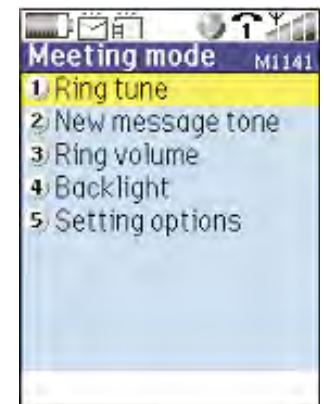 Meeting mode M1141
1 Ring tune
2 New message tone
3 Ring volume
4 Backlight
5 Setting options